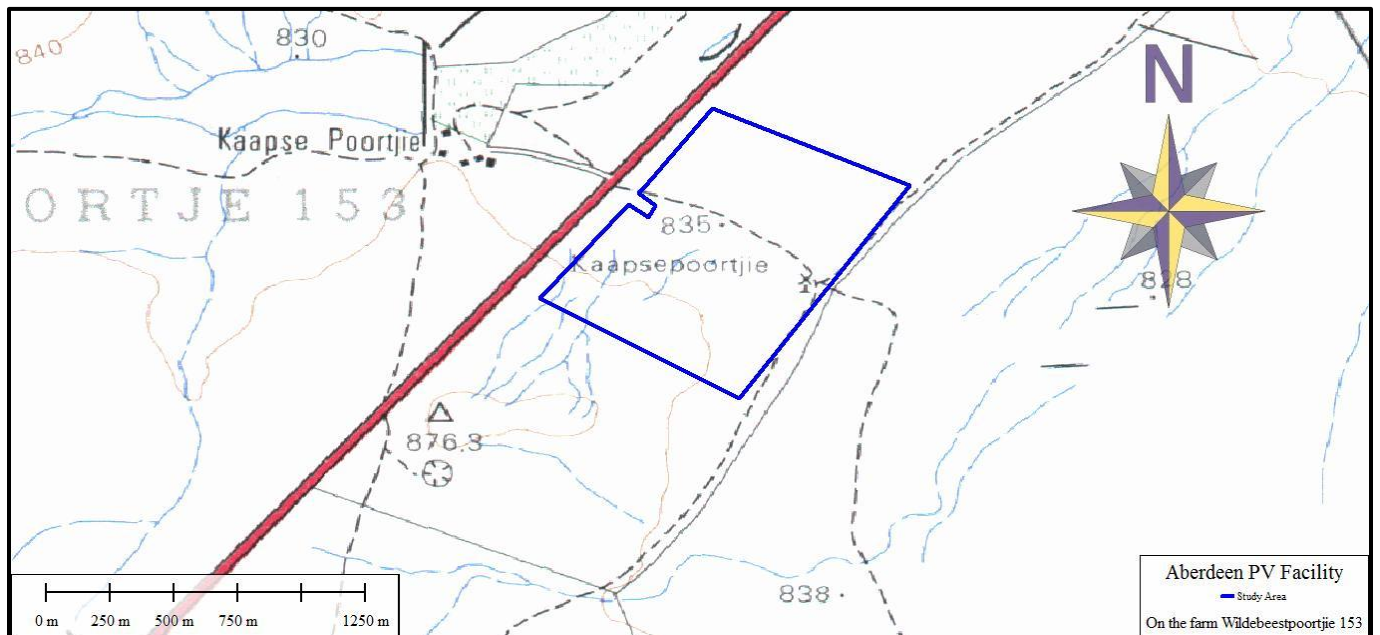 840
830
N
Kaapse Poortjie
ORTJE 153
835
Kaapsepoortjie
828
876.3
838
0 m 250 m 500 m 750 m 1250 m
Aberdeen PV Facility
Study Area
On the farm Wildebeestpoortjie 153